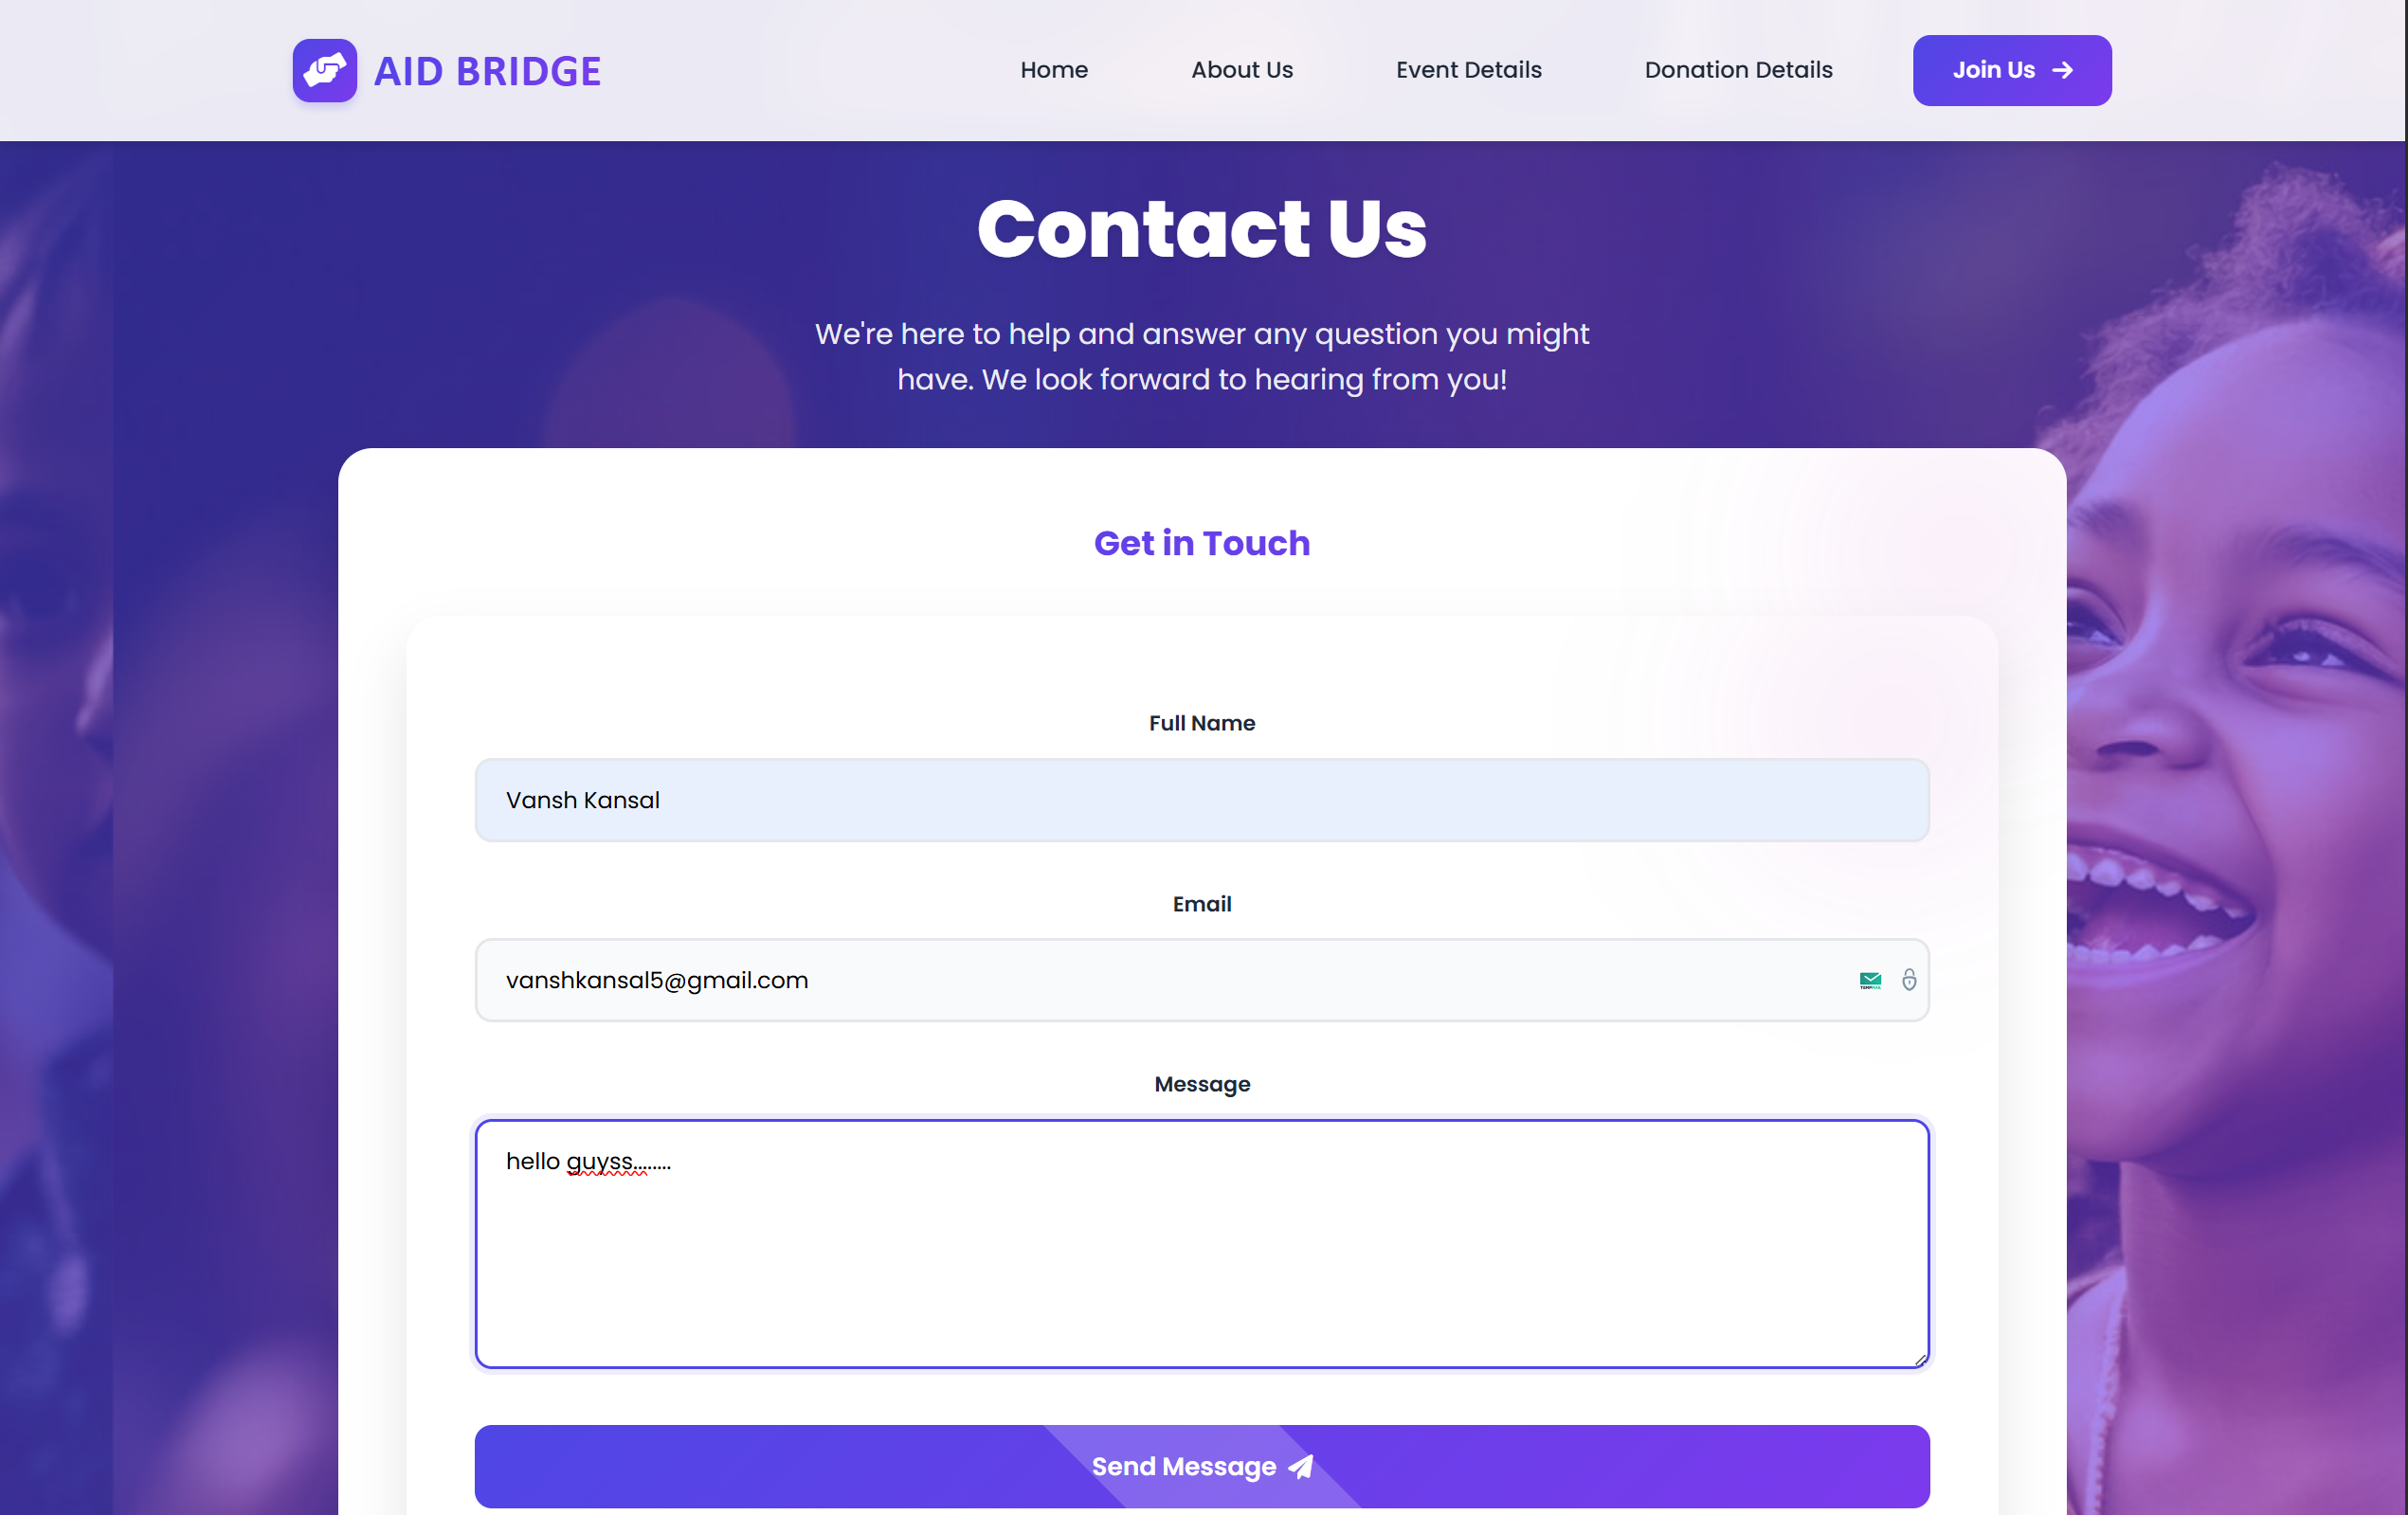 AID BRIDGE
Home
About Us
Event Details
Donation Details
Join Us
Contact Us
We're here to help and answer any question you might
have. We look forward to hearing from you!
Get in Touch
Full Name
Vansh Kansal
Email
vanshkansal5@gmail.com
Message
hello guyss........
Send Message